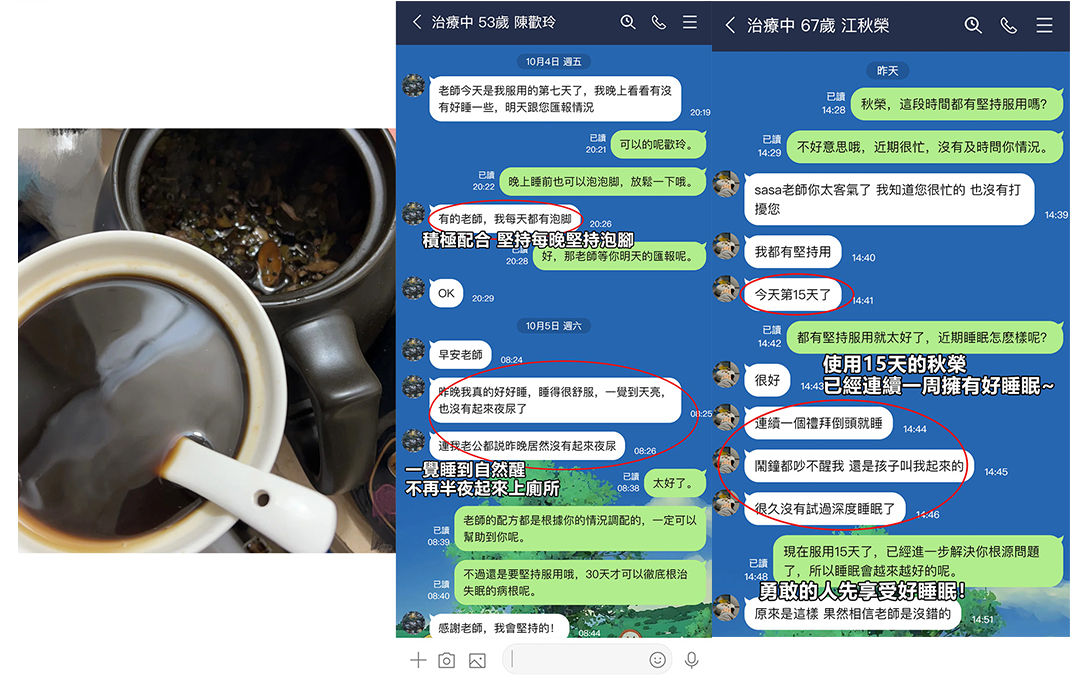 治療中 53歲 陳歡玲
10月4日 週五
老師今天是我服用的第七天了，我晚上看看有沒
有好睡一些，明天跟您匯報情況
20:19
已讀
20:21
可以的呢歡玲。
已讀
20:22
晚上睡前也可以泡泡脚，放鬆一下哦。
有的老師，我每天都有泡脚
20:26
積極配合 堅持每晚堅持泡腳
已讀
20:28
好，那老師等你明天的匯報呢。
OK
20:29
10月5日 週六
早安老師
08:24
昨晚我真的好好睡，睡得很舒服，一覺到天亮，
也沒有起來夜尿了
08:25
連我老公都說昨晚居然沒有起來夜尿
08:26
一覺睡到自然醒
不再半夜起來上廁所
已讀
08:38
太好了。
老師的配方都是根據你的情況調配的，一定可以
幫助到你呢。
已讀
08:39
不過還是要堅持服用哦，30天才可以徹底根治
失眠的病根呢。
已讀
08:40
感謝老師，我會堅持的！
08:44
治療中 67歲 江秋榮
昨天
已讀
14:28
秋榮，這段時間都有堅持服用嗎？
已讀
14:29
不好意思哦，近期很忙，沒有及時問你情況。
sasa老師你太客氣了 我知道您很忙的 也沒有打
擾您
14:39
我都有堅持用
14:40
今天第15天了
14:41
已讀
14:42
都有堅持服用就太好了，近期睡眠怎麽樣呢？
使用15天的秋榮
已經連續一周擁有好睡眠~
很好
14:43
連續一個禮拜倒頭就睡
14:44
鬧鐘都吵不醒我 還是孩子叫我起來的
14:45
很久沒有試過深度睡眠了
14:46
現在服用15天了，已經進一步解決你根源問題
了，所以睡眠會越來越好的呢。
已讀
14:48
勇敢的人先享受好睡眠！
原來是這樣 果然相信老師是沒錯的
14:51